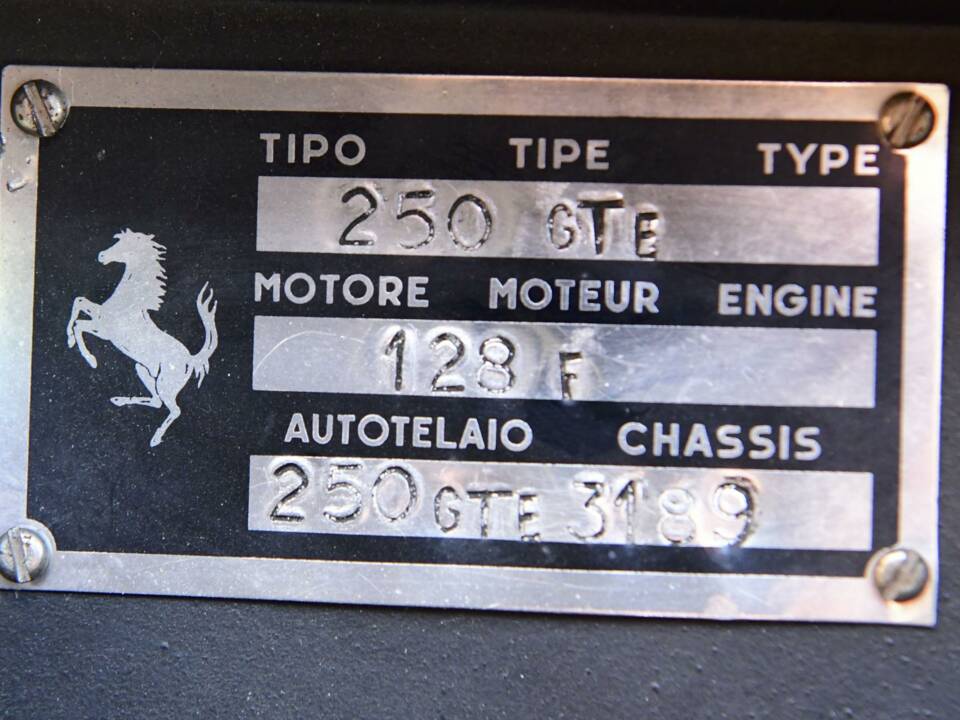 TIPO TIPE TYPE
250 GTE
MOTORE MOTEUR ENGINE
128 F
AUTOTELAIO CHASSIS
250 GTE 3189